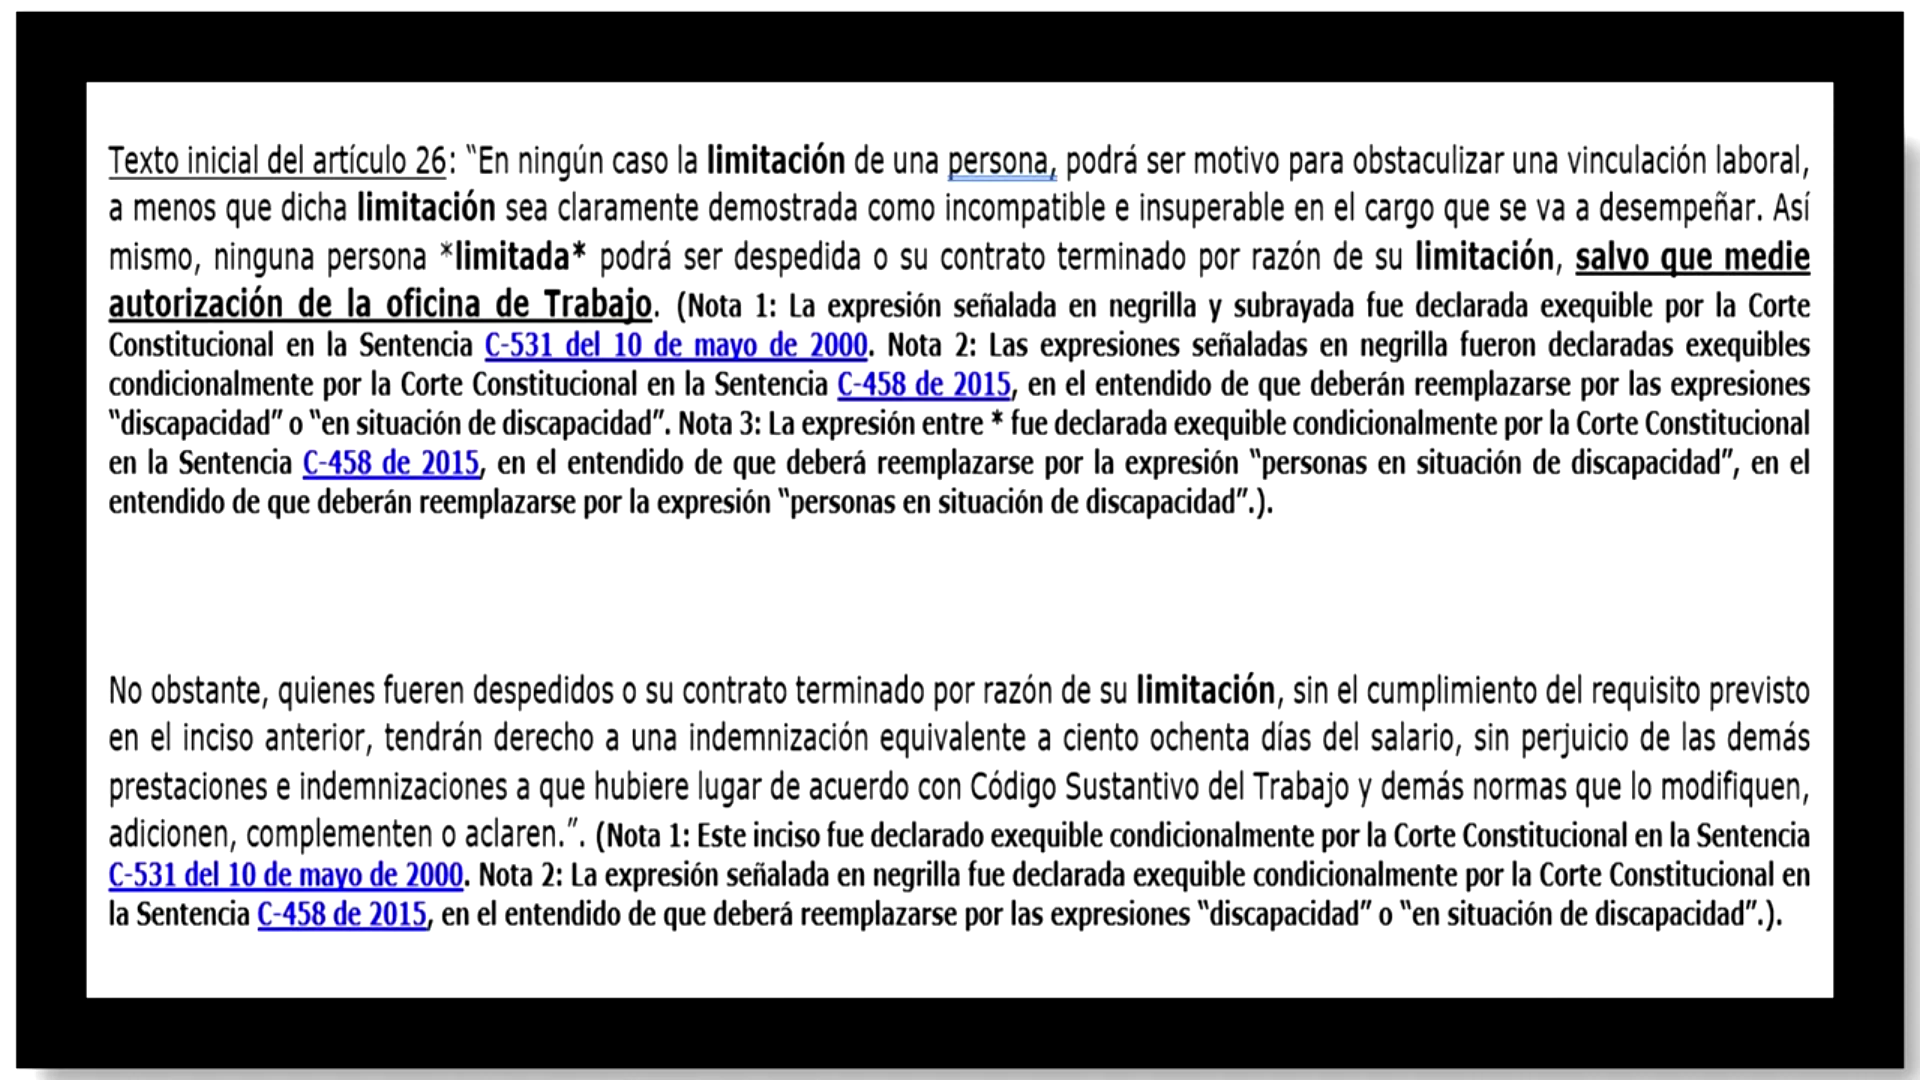 Texto inicial del artículo 26: “En ningún caso la limitación de una persona, podrá ser motivo para obstaculizar una vinculación laboral,
a menos que dicha limitación sea claramente demostrada como incompatible e insuperable en el cargo que se va a desempeñar. Así
mismo, ninguna persona *limitada* podrá ser despedida o su contrato terminado por razón de su limitación, salvo que medie
autorización de la oficina de Trabajo. (Nota 1: La expresión señalada en negrilla y subrayada fue declarada exequible por la Corte
Constitucional en la Sentencia C-531 del 10 de mayo de 2000. Nota 2: Las expresiones señaladas en negrilla fueron declaradas exequibles
condicionalmente por la Corte Constitucional en la Sentencia C-458 de 2015, en el entendido de que deberán reemplazarse por las expresiones
“discapacidad” o “en situación de discapacidad”. Nota 3: La expresión entre * fue declarada exequible condicionalmente por la Corte Constitucional
en la Sentencia C-458 de 2015, en el entendido de que deberá reemplazarse por la expresión “personas en situación de discapacidad”, en el
entendido de que deberán reemplazarse por la expresión “personas en situación de discapacidad”.).
No obstante, quienes fueren despedidos o su contrato terminado por razón de su limitación, sin el cumplimiento del requisito previsto
en el inciso anterior, tendrán derecho a una indemnización equivalente a ciento ochenta días del salario, sin perjuicio de las demás
prestaciones e indemnizaciones a que hubiere lugar de acuerdo con Código Sustantivo del Trabajo y demás normas que lo modifiquen,
adicionen, complementen o aclaren.”. (Nota 1: Este inciso fue declarado exequible condicionalmente por la Corte Constitucional en la Sentencia
C-531 del 10 de mayo de 2000. Nota 2: La expresión señalada en negrilla fue declarada exequible condicionalmente por la Corte Constitucional en
la Sentencia C-458 de 2015, en el entendido de que deberá reemplazarse por las expresiones “discapacidad” o “en situación de discapacidad”.).